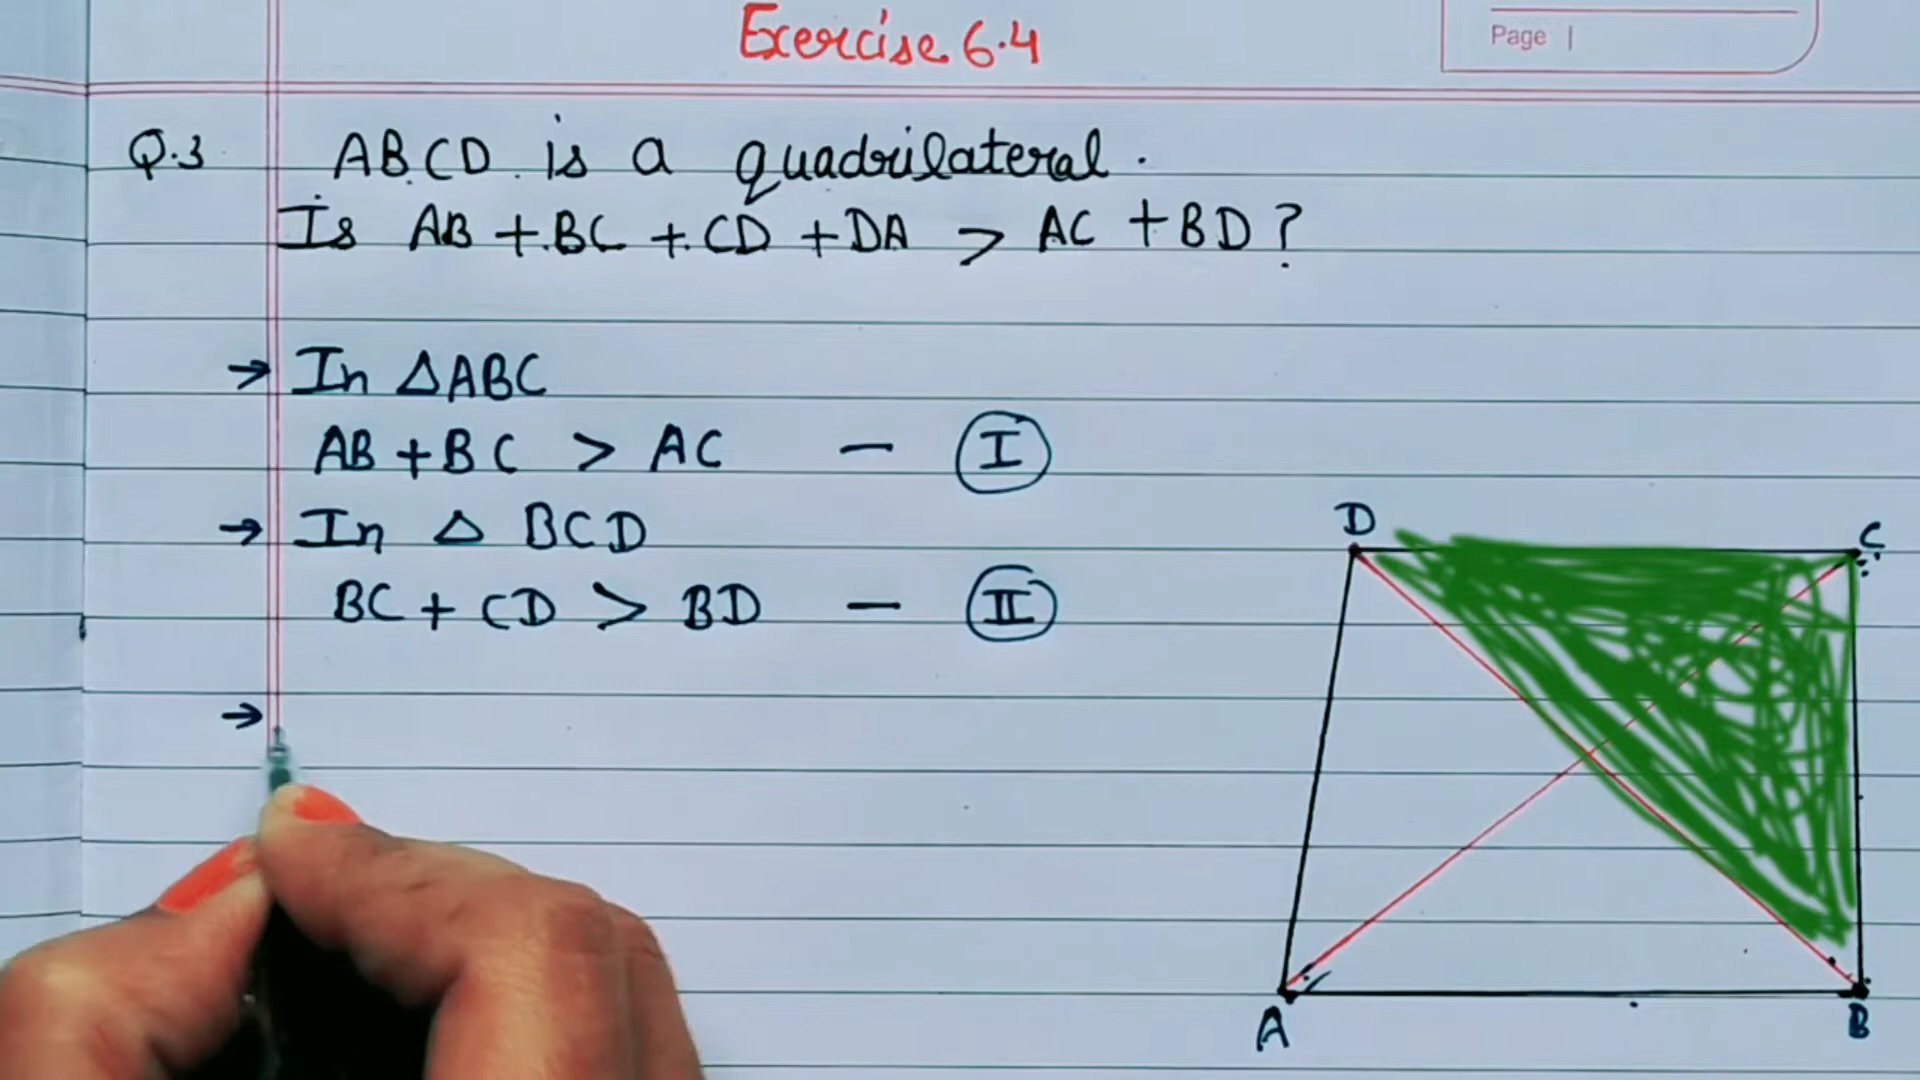 Exercise 6.4
Page
Q.3 ABCD is a quadrilateral.
Is AB + BC + CD + DA > AC + BD?
→ In △ABC
AB + BC > AC — I
→ In △ BCD
BC + CD > BD — II
→
D
C
A
B